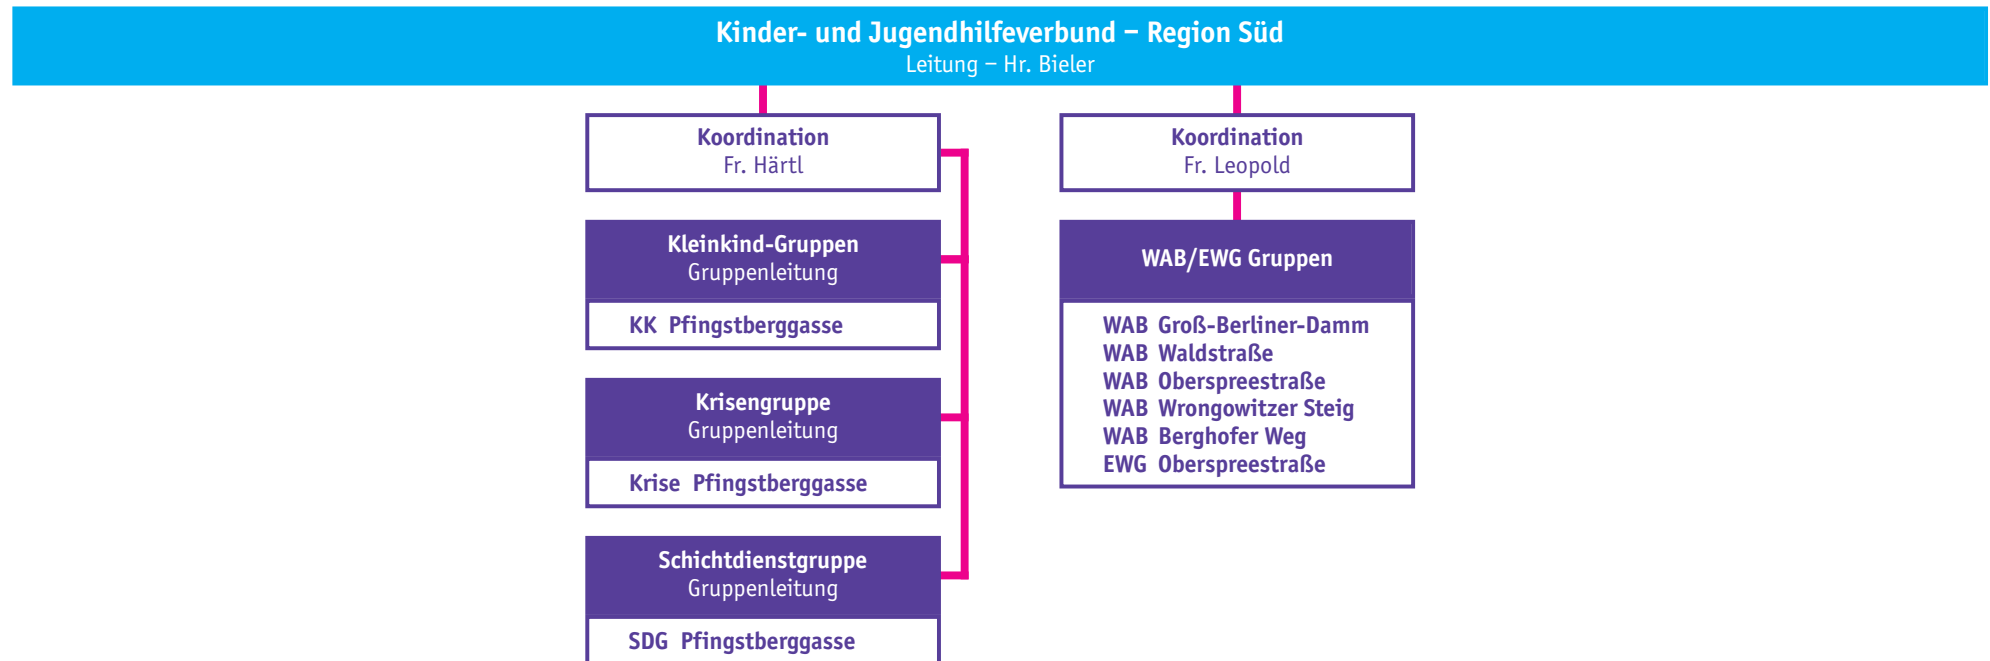 Kinder- und Jugendhilfeverbund – Region Süd
Leitung – Hr. Bieler
Koordination
Fr. Härtl
Kleinkind-Gruppen
Gruppenleitung
KK Pfingstberggasse
Krisengruppe
Gruppenleitung
Krise Pfingstberggasse
Schichtdienstgruppe
Gruppenleitung
SDG Pfingstberggasse
Koordination
Fr. Leopold
WAB/EWG Gruppen
WAB Groß-Berliner-Damm
WAB Waldstraße
WAB Oberspreestraße
WAB Wrongowitzer Steig
WAB Berghofer Weg
EWG Oberspreestraße